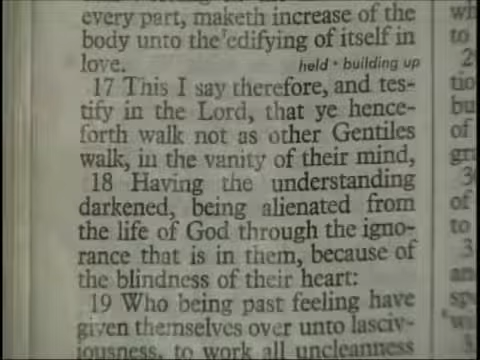 every part, maketh increase of the
body unto the edifying of itself in
love.
held • building up
17 This I say therefore, and tes-
tify in the Lord, that ye hence-
forth walk not as other Gentiles
walk, in the vanity of their mind,
18 Having the understanding
darkened, being alienated from
the life of God through the igno-
rance that is in them, because of
the blindness of their heart:
19 Who being past feeling have
given themselves over unto lasciv-
iousness, to work all uncleanness
to
of
of
to